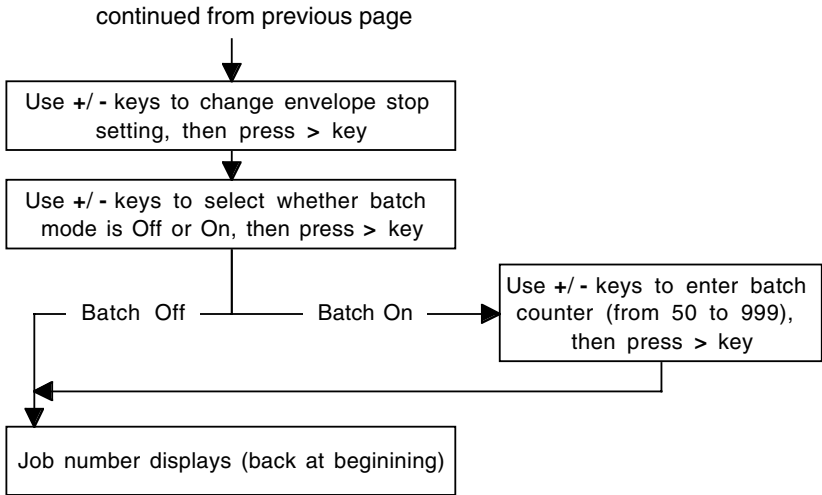 continued from previous page
Use +/ - keys to change envelope stop
setting, then press > key
Use +/ - keys to select whether batch
mode is Off or On, then press > key
Batch Off
Batch On
Use +/ - keys to enter batch
counter (from 50 to 999),
then press > key
Job number displays (back at beginining)